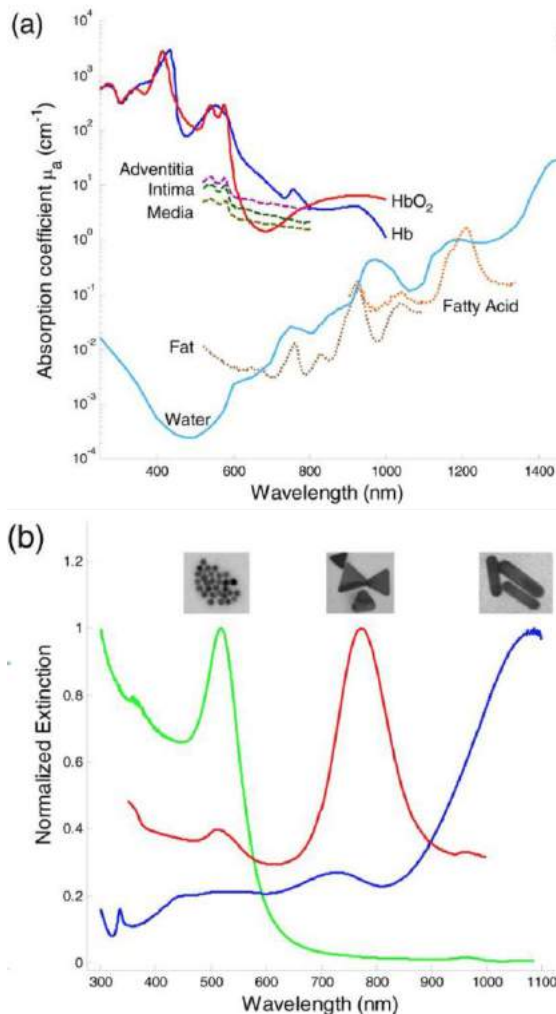 (a)
Absorption coefficient μa (cm-1)
10^4
10^3
10^2
10^1
10^0
10^-1
10^-2
10^-3
10^-4
Adventitia
Intima
Media
HbO2
Hb
Fatty Acid
Fat
Water
400 600 800 1000 1200 1400
Wavelength (nm)
(b)
Normalized Extinction
1.2
1
0.8
0.6
0.4
0.2
0
300 400 500 600 700 800 900 1000 1100
Wavelength (nm)